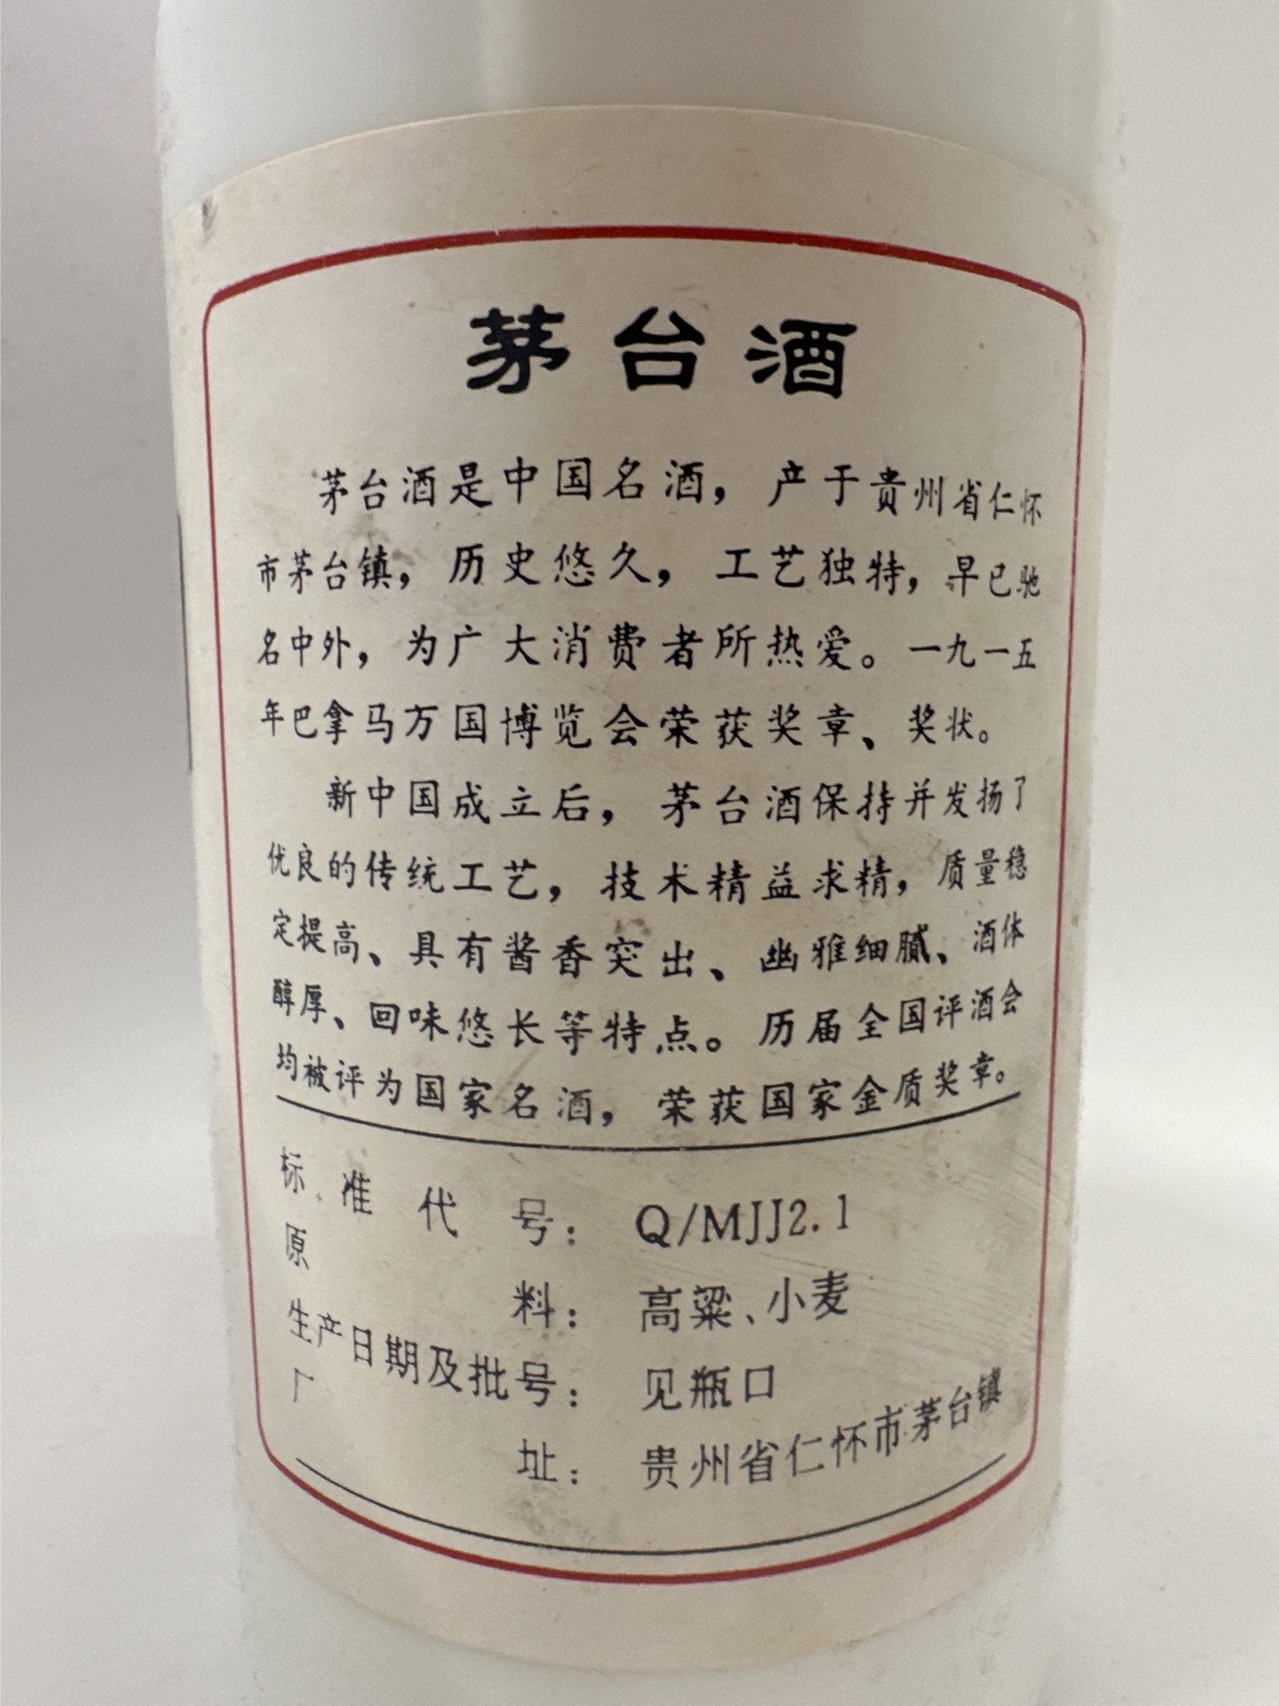 茅台酒
茅台酒是中国名酒，产于贵州省仁怀
市茅台镇，历史悠久，工艺独特，早已驰
名中外，为广大消费者所热爱。一九一五
年巴拿马万国博览会荣获奖章、奖状。
新中国成立后，茅台酒保持并发扬了
优良的传统工艺，技术精益求精，质量稳
定提高、具有酱香突出、幽雅细腻、酒体
醇厚、回味悠长等特点。历届全国评酒会
均被评为国家名酒，荣获国家金质奖章。
标准代号：Q/MJJ2.1
原料：高粱、小麦
生产日期及批号：见瓶口
厂址：贵州省仁怀市茅台镇